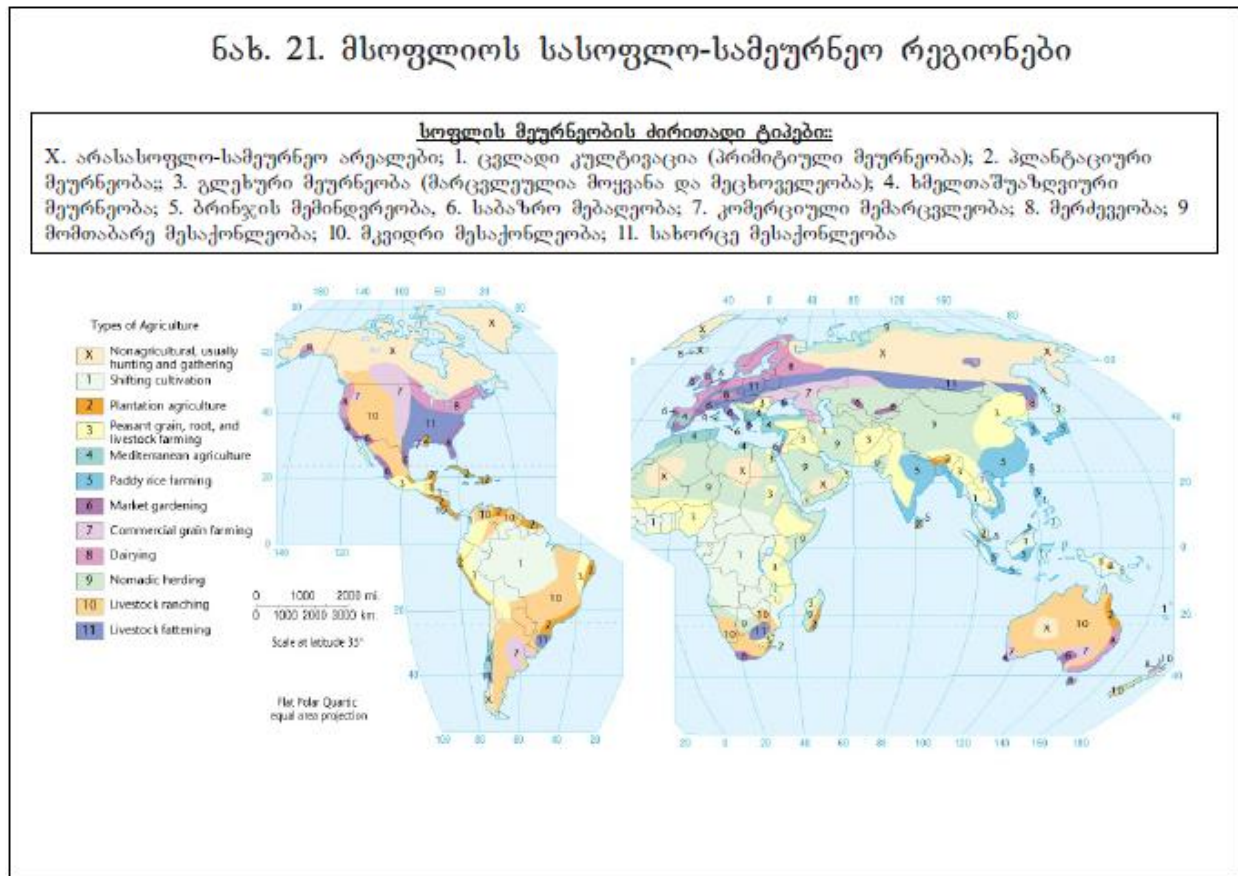 ნახ. 21. მსოფლიოს სასოფლო-სამეურნეო რეგიონები
სოფლის მეურნეობის ძირითადი ტიპები::
X. არასასოფლო-სამეურნეო არეალები; 1. ცვლადი კულტივაცია (პრიმიტიული მეურნეობა); 2. პლანტაციური
მეურნეობა;; 3. გლეხური მეურნეობა (მარცვლეულია მოყვანა და მეცხოველეობა); 4. ხმელთაშუაზღვიური
მეურნეობა; 5. ბრინჯის მემინდვრეობა, 6. საბაზრო მებაღეობა; 7. კომერციული მემარცვლეობა; 8. მერძევეობა; 9
მომთაბარე მესაქონლეობა; 10. მკვიდრი მესაქონლეობა; 11. სახორცე მესაქონლეობა
Types of Agriculture
X Nonagricultural, usually
hunting and gathering
1 Shifting cultivation
2 Plantation agriculture
3 Peasant grain, root, and
livestock farming
4 Mediterranean agriculture
5 Paddy rice farming
6 Market gardening
7 Commercial grain farming
8 Dairying
9 Nomadic herding
10 Livestock ranching
11 Livestock fattening
0 1000 2000 mi.
0 1000 2000 3000 km.
Scale at latitude 35°
Flat Polar Quartic
equal area projection